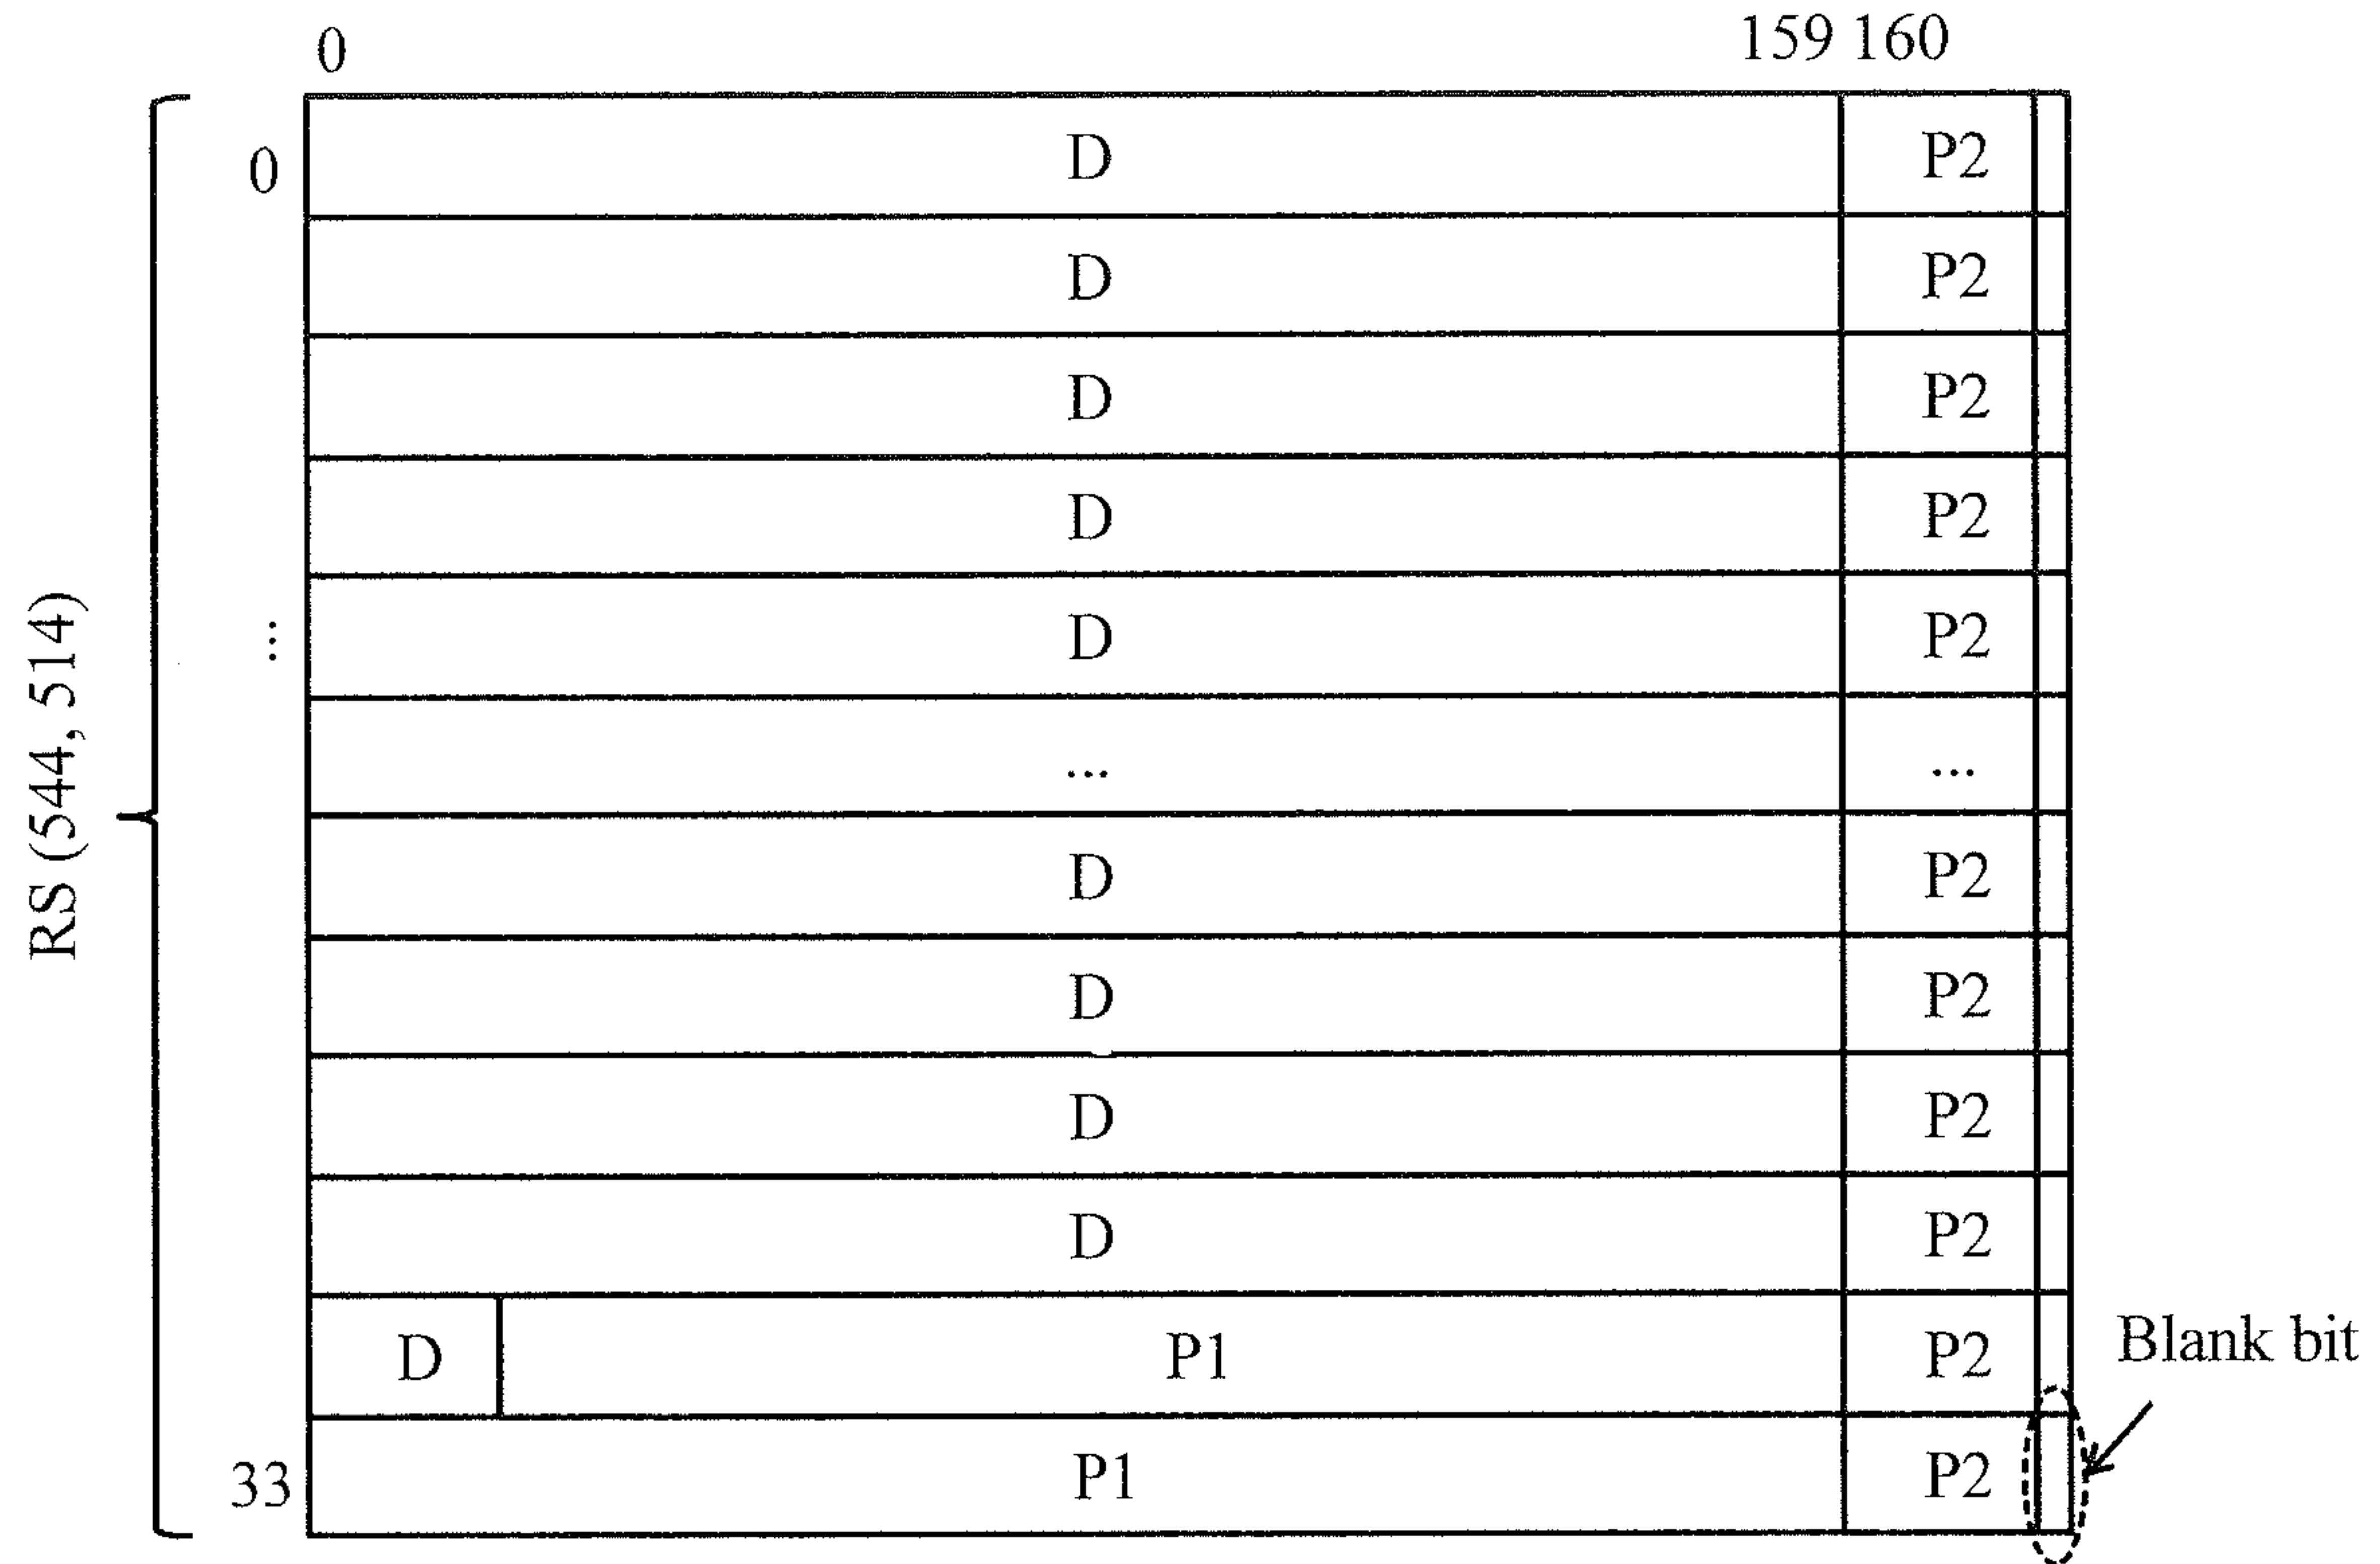 0 159 160
0 D P2
D P2
D P2
D P2
... D P2
... ...
D P2
D P2
D P2
D P2
D P1 P2
Blank bit
33 P1 P2
RS (544, 514)